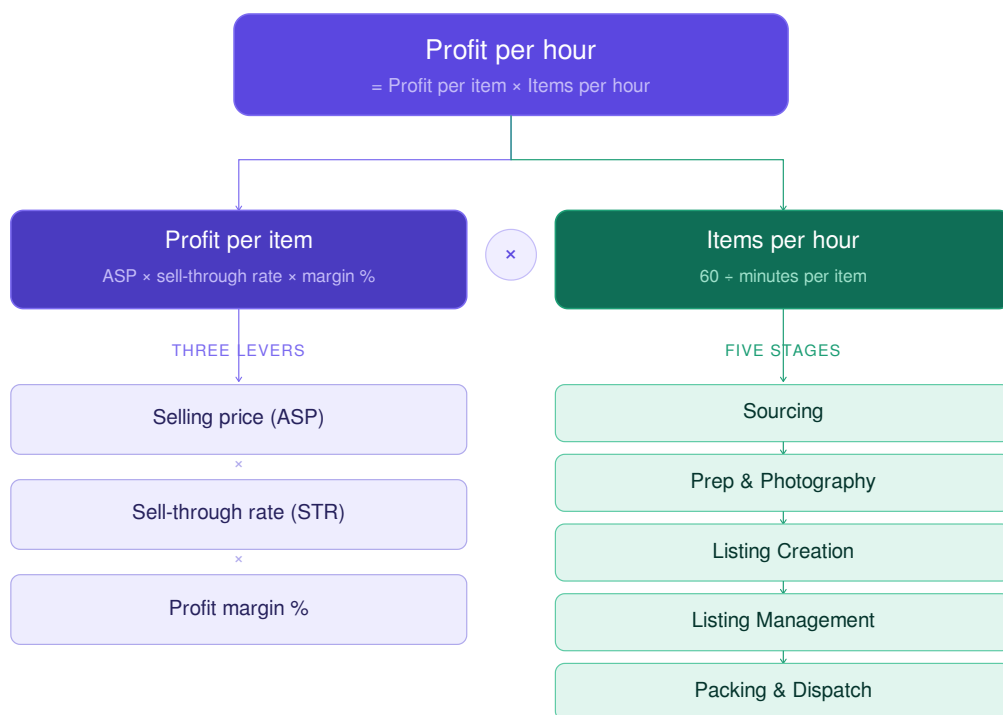 Profit per hour
= Profit per item × Items per hour
Profit per item
ASP × sell-through rate × margin %
×
Items per hour
60 ÷ minutes per item
THREE LEVERS
Selling price (ASP)
×
Sell-through rate (STR)
×
Profit margin %
FIVE STAGES
Sourcing
Prep & Photography
Listing Creation
Listing Management
Packing & Dispatch